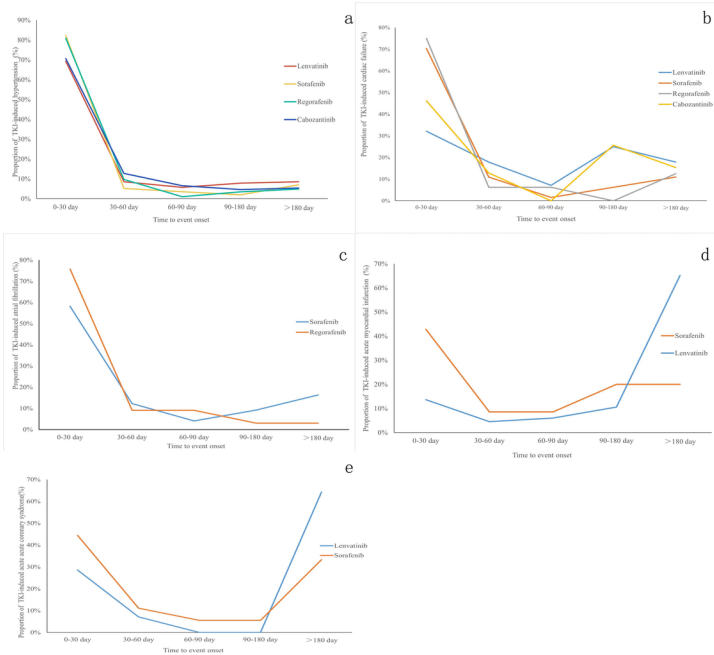 a
Proportion of TKI-induced hypertension (%)
90%
80%
70%
60%
50%
40%
30%
20%
10%
0%
Lenvatinib
Sorafenib
Regorafenib
Cabozantinib
0-30 day 30-60 day 60-90 day 90-180 day >180 day
Time to event onset
b
Proportion of TKI-induced cardiac failure (%)
80%
70%
60%
50%
40%
30%
20%
10%
0%
Lenvatinib
Sorafenib
Regorafenib
Cabozantinib
0-30 day 30-60 day 60-90 day 90-180 day >180 day
Time to event onset
c
Proportion of TKI-induced atrial fibrillation (%)
80%
70%
60%
50%
40%
30%
20%
10%
0%
Sorafenib
Regorafenib
0-30 day 30-60 day 60-90 day 90-180 day >180 day
Time to event onset
d
Proportion of TKI-induced acute myocardial infarction (%)
70%
60%
50%
40%
30%
20%
10%
0%
Sorafenib
Lenvatinib
0-30 day 30-60 day 60-90 day 90-180 day >180 day
Time to event onset
e
Proportion of TKI-induced acute acute coronary syndrome(%)
70%
60%
50%
40%
30%
20%
10%
0%
Lenvatinib
Sorafenib
0-30 day 30-60 day 60-90 day 90-180 day >180 day
Time to event onset